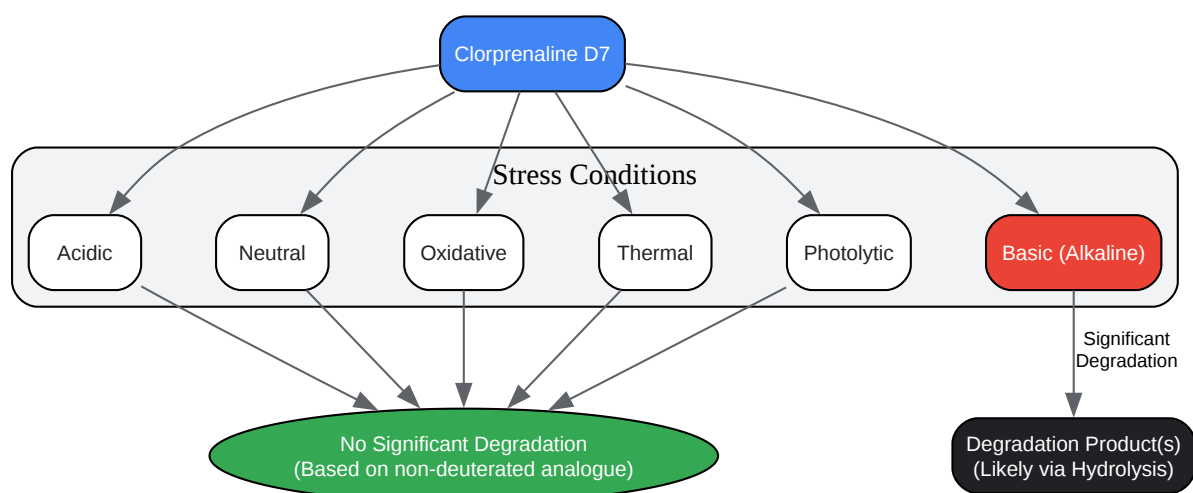 Clorprenaline D7
Stress Conditions
Acidic
Neutral
Oxidative
Thermal
Photolytic
Basic (Alkaline)
Significant
Degradation
No Significant Degradation
(Based on non-deuterated analogue)
Degradation Product(s)
(Likely via Hydrolysis)